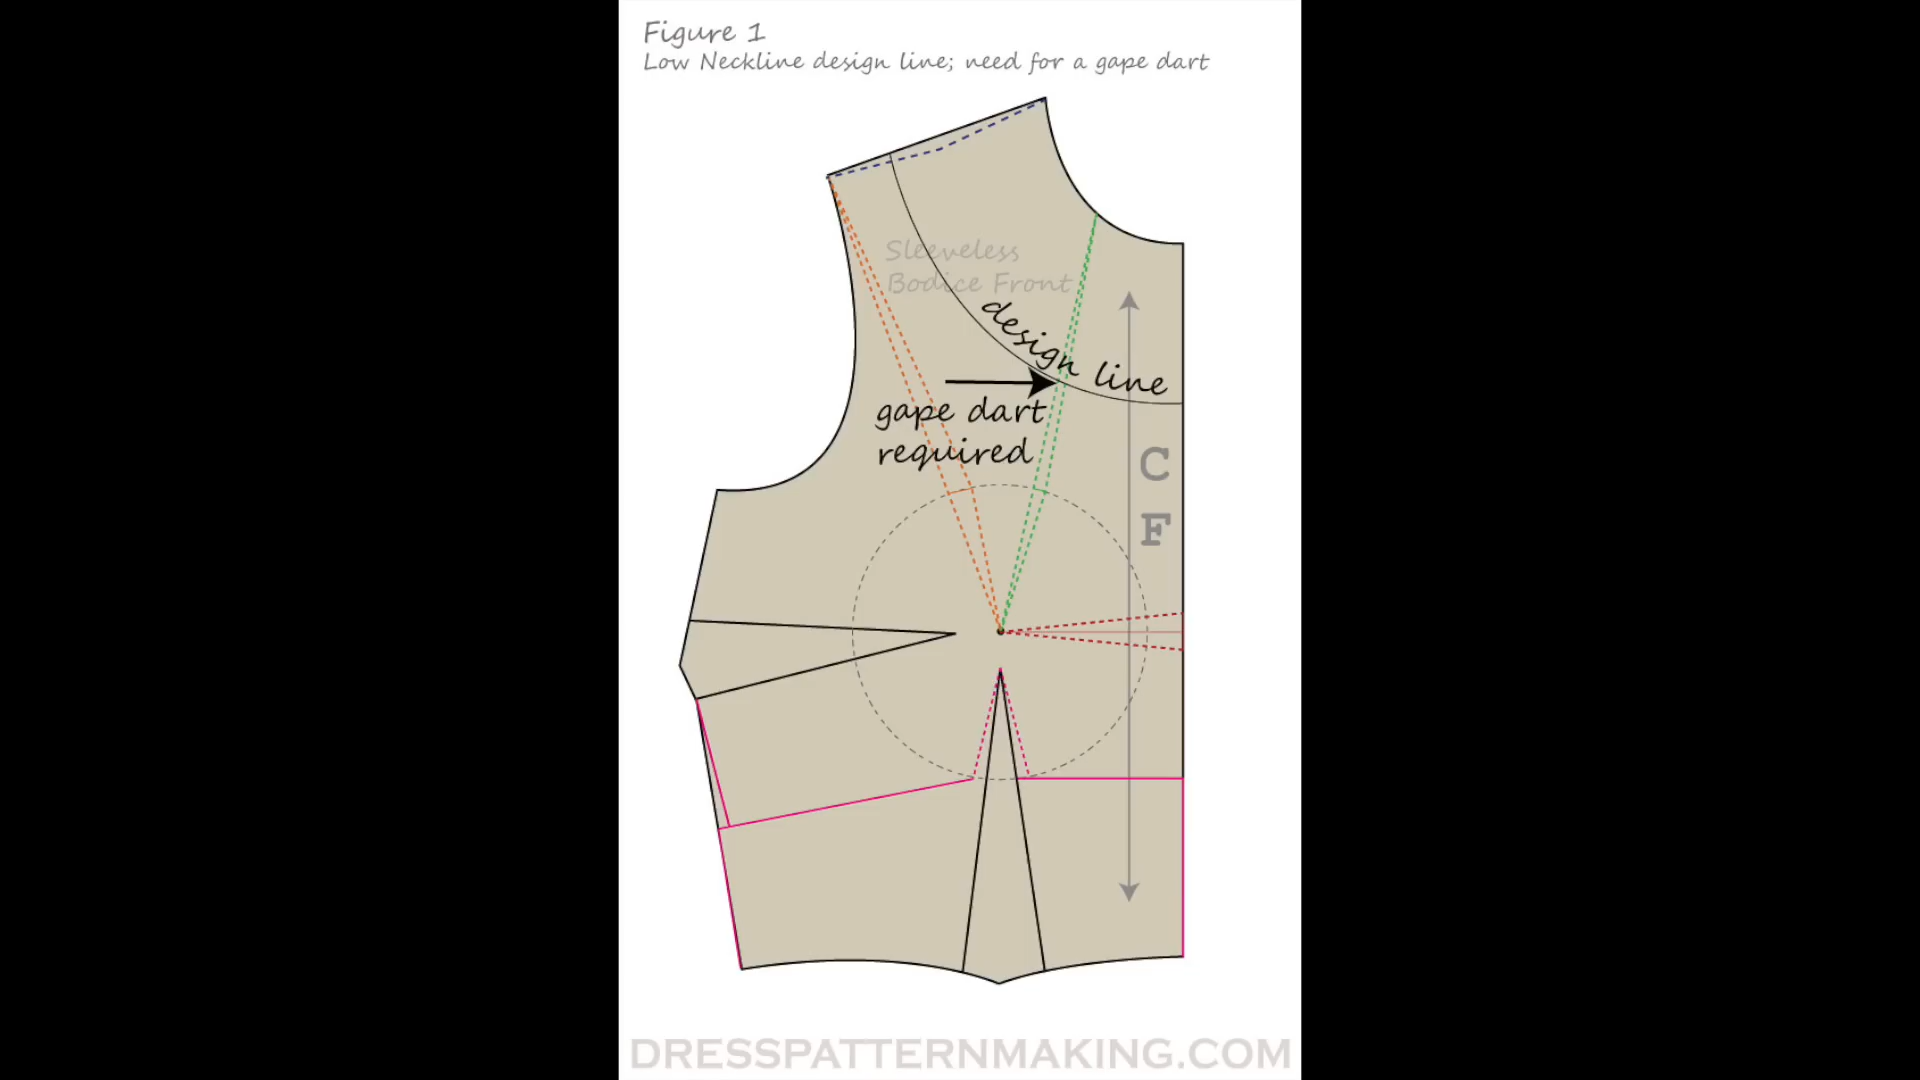 Figure 1
Low Neckline design line; need for a gape dart
Sleeveless
Bodice Front
design line
gape dart
required
C
F
DRESSPATTERNMAKING.COM